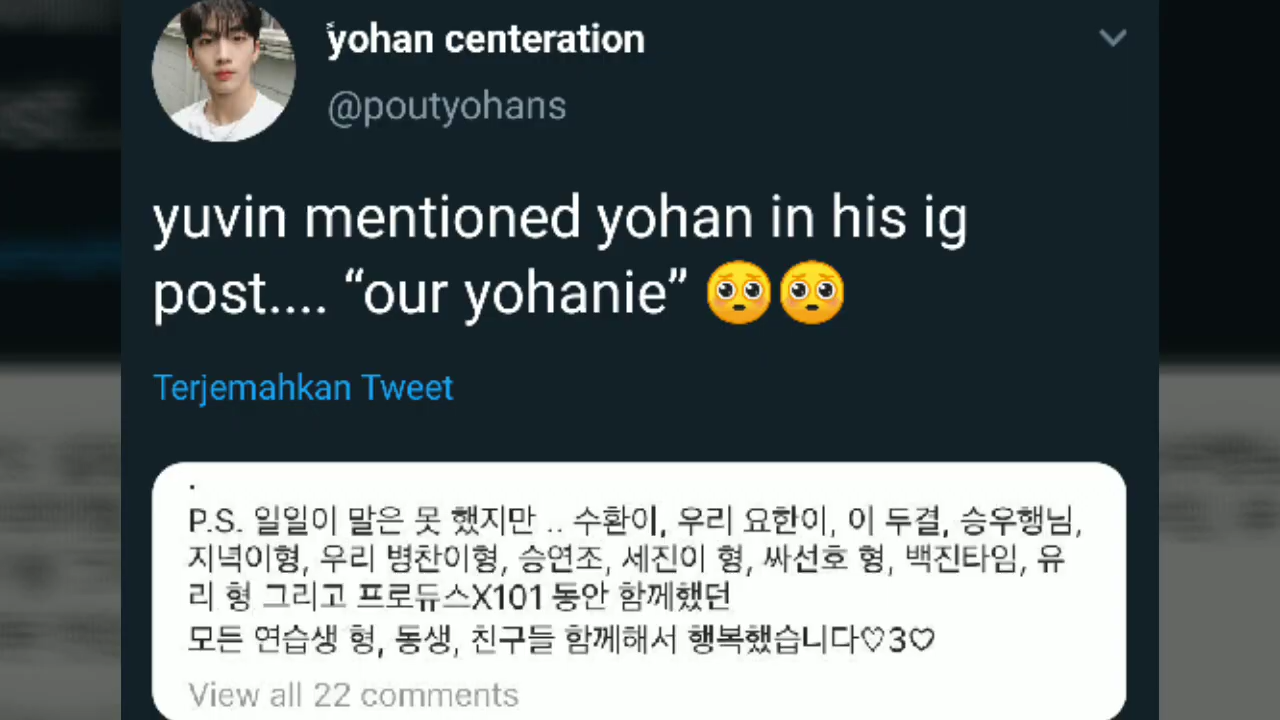 yohan centeration
@poutyohans
yuvin mentioned yohan in his ig
post.... “our yohanie” 🥺🥺
Terjemahkan Tweet
.
P.S. 일일이 말은 못 했지만 .. 수환이, 우리 요한이, 이 두결, 승우행님,
지녁이형, 우리 병찬이형, 승연조, 세진이 형, 싸선호 형, 백진타임, 유
리 형 그리고 프로듀스X101 동안 함께했던
모든 연습생 형, 동생, 친구들 함께해서 행복했습니다♡3♡
View all 22 comments